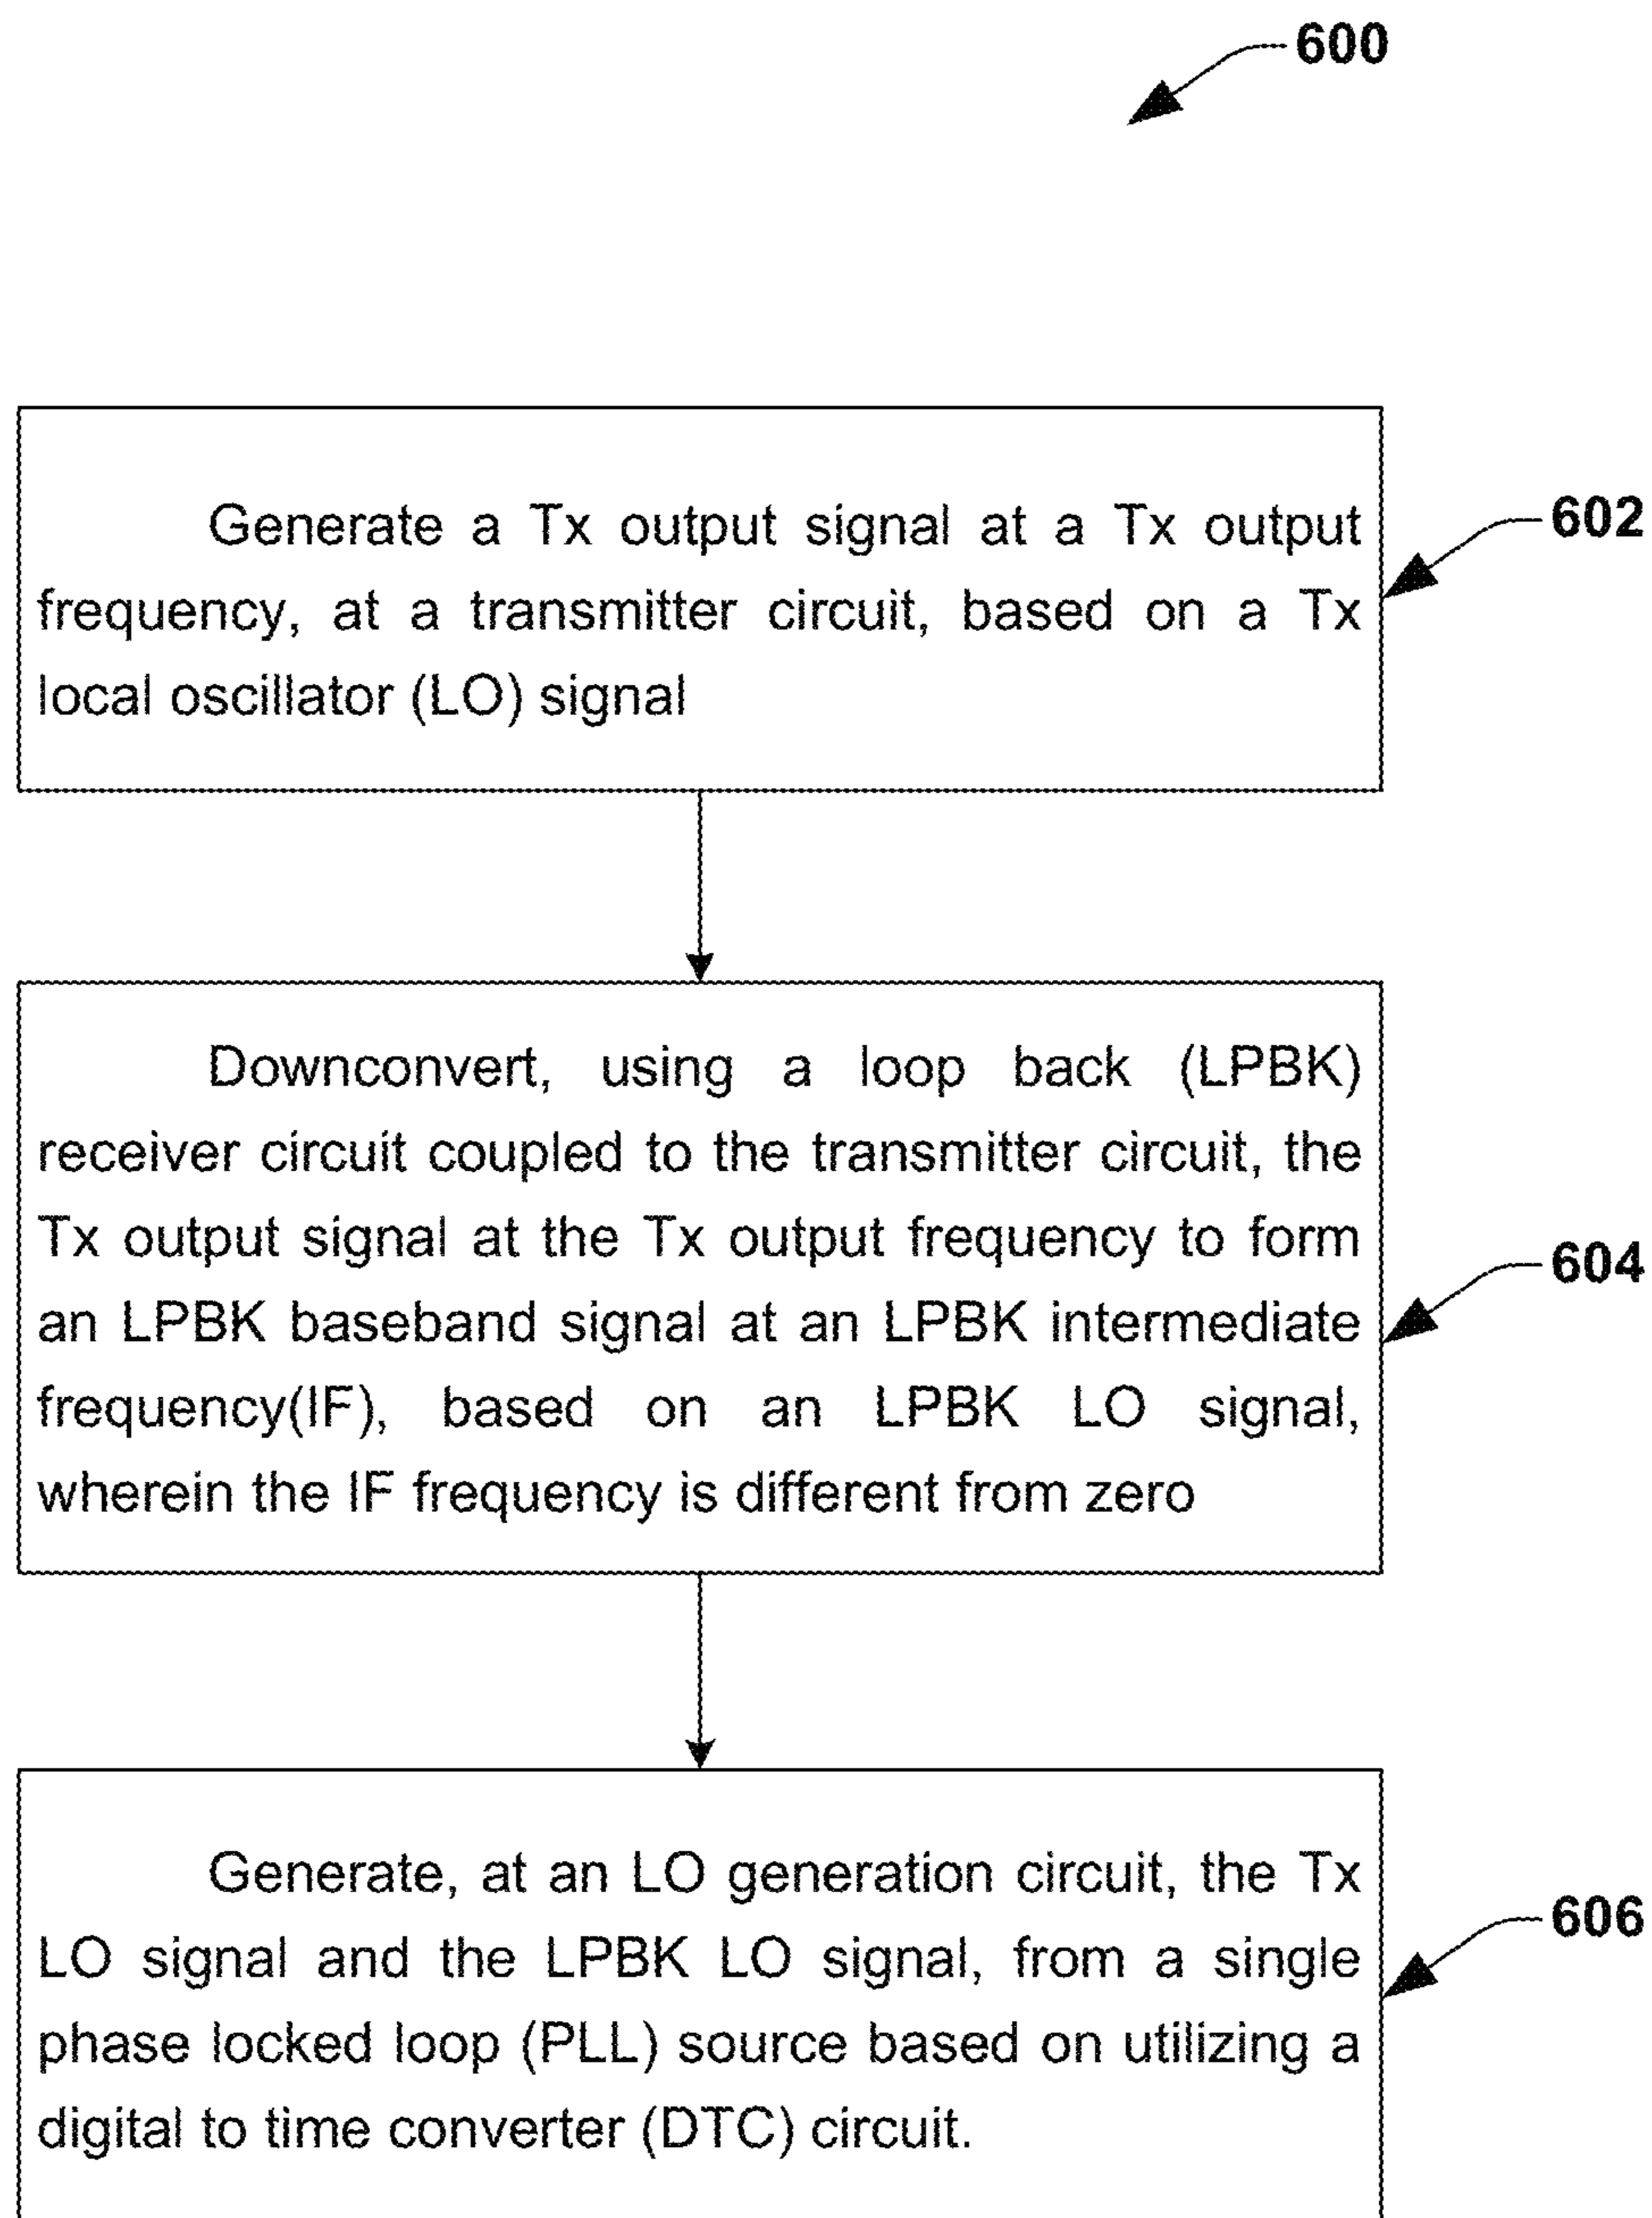 600
Generate a Tx output signal at a Tx output
frequency, at a transmitter circuit, based on a Tx
local oscillator (LO) signal
602
Downconvert, using a loop back (LPBK)
receiver circuit coupled to the transmitter circuit, the
Tx output signal at the Tx output frequency to form
an LPBK baseband signal at an LPBK intermediate
frequency(IF), based on an LPBK LO signal,
wherein the IF frequency is different from zero
604
Generate, at an LO generation circuit, the Tx
LO signal and the LPBK LO signal, from a single
phase locked loop (PLL) source based on utilizing a
digital to time converter (DTC) circuit.
606